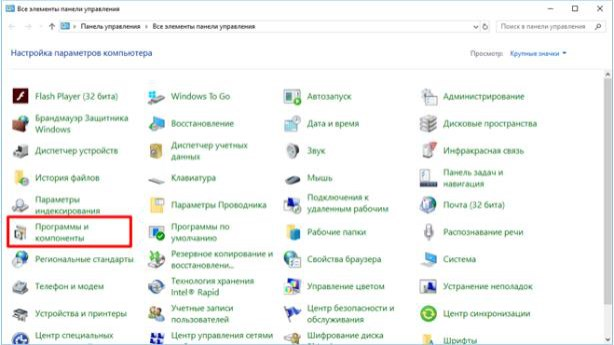 Все элементы панели управления
Панель управления
Все элементы панели управления
Поиск в панели управления
Настройка параметров компьютера
Просмотр:
Крупные значки
Flash Player (32 бита)
Windows To Go
Автозапуск
Администрирование
Брандмауэр Защитника
Windows
Восстановление
Дата и время
Дисковые пространства
Диспетчер устройств
Диспетчер учетных
данных
Звук
Инфракрасная связь
История файлов
Клавиатура
Мышь
Панель задач и
навигация
Параметры
индексирования
Параметры Проводника
Подключения к
удаленным рабочим
Почта (32 бита)
Программы и
компоненты
Программы по
умолчанию
Рабочие папки
Распознавание речи
Региональные стандарты
Резервное копирование и
восстановлени...
Свойства браузера
Система
Телефон и модем
Технология хранения
Intel® Rapid
Управление цветом
Устранение неполадок
Устройства и принтеры
Учетные записи
пользователей
Центр безопасности и
обслуживания
Центр синхронизации
Центр специальных
Центр управления сетями
Шифрование диска
Шрифты